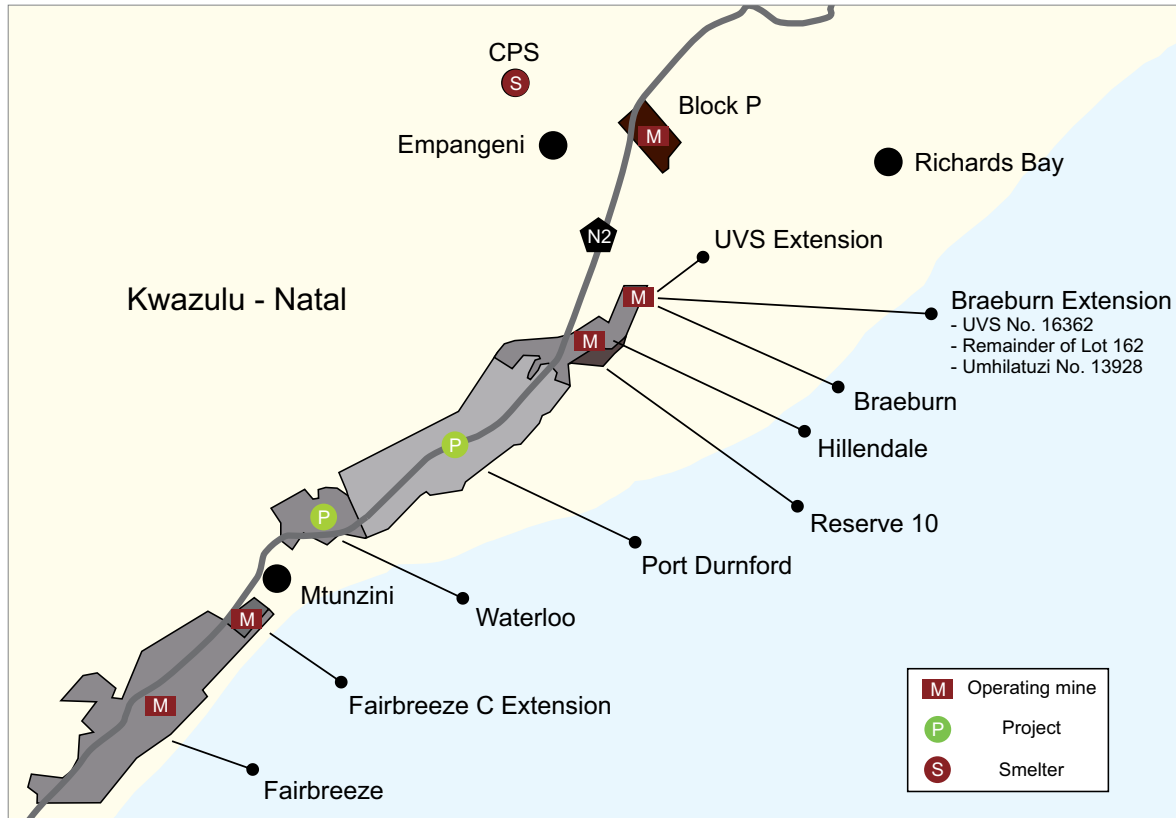 CPS
S
Block P
M
Empangeni
Richards Bay
N2
UVS Extension
Kwazulu - Natal
M
Braeburn Extension
- UVS No. 16362
- Remainder of Lot 162
- Umhilatuzi No. 13928
M
Braeburn
Hillendale
P
Reserve 10
P
Port Durnford
Mtunzini
Waterloo
M
Fairbreeze C Extension
M
Fairbreeze
M Operating mine
P Project
S Smelter